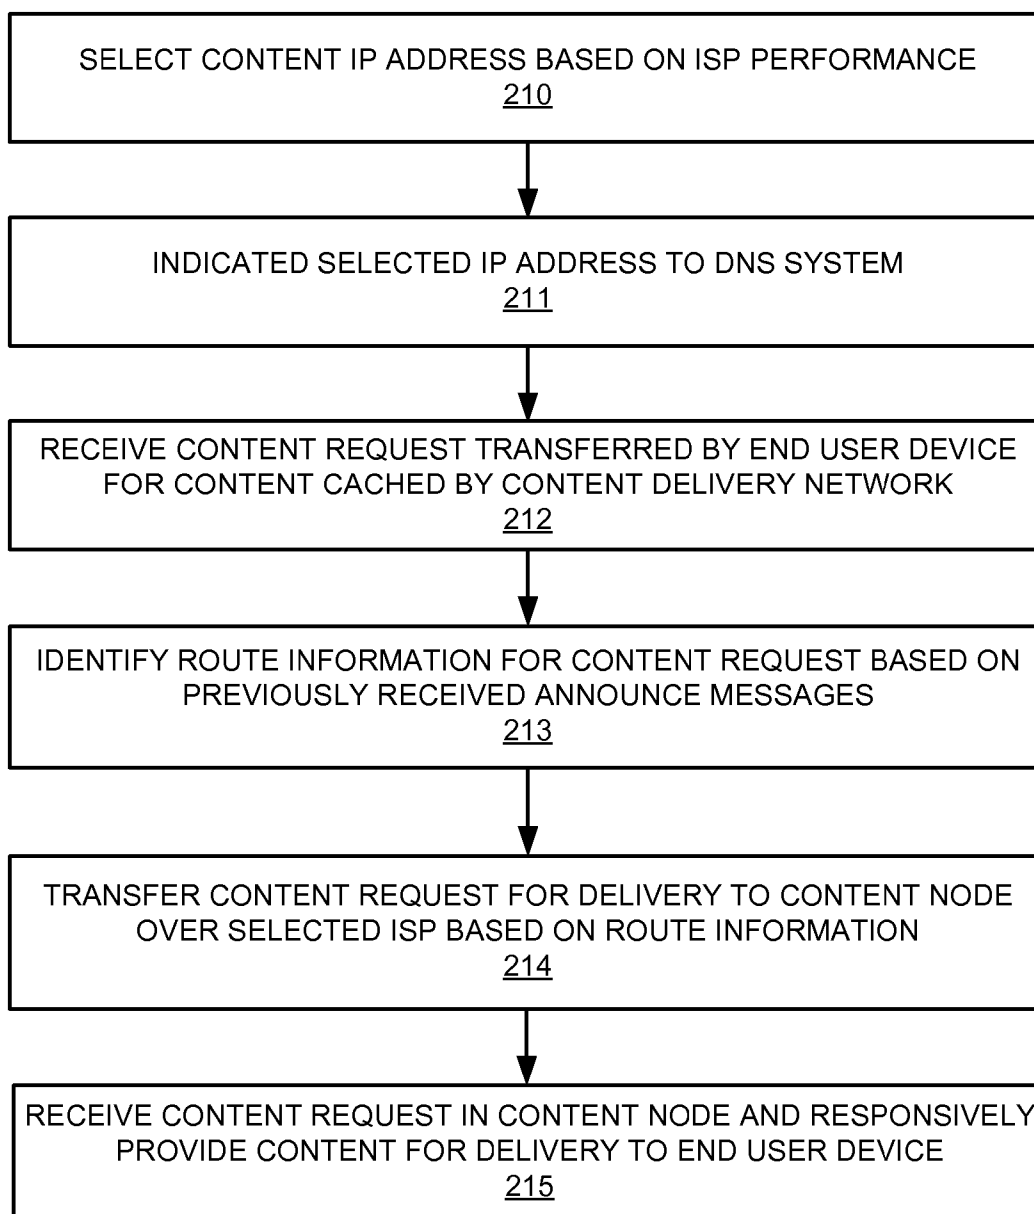 SELECT CONTENT IP ADDRESS BASED ON ISP PERFORMANCE
210
INDICATED SELECTED IP ADDRESS TO DNS SYSTEM
211
RECEIVE CONTENT REQUEST TRANSFERRED BY END USER DEVICE
FOR CONTENT CACHED BY CONTENT DELIVERY NETWORK
212
IDENTIFY ROUTE INFORMATION FOR CONTENT REQUEST BASED ON
PREVIOUSLY RECEIVED ANNOUNCE MESSAGES
213
TRANSFER CONTENT REQUEST FOR DELIVERY TO CONTENT NODE
OVER SELECTED ISP BASED ON ROUTE INFORMATION
214
RECEIVE CONTENT REQUEST IN CONTENT NODE AND RESPONSIVELY
PROVIDE CONTENT FOR DELIVERY TO END USER DEVICE
215